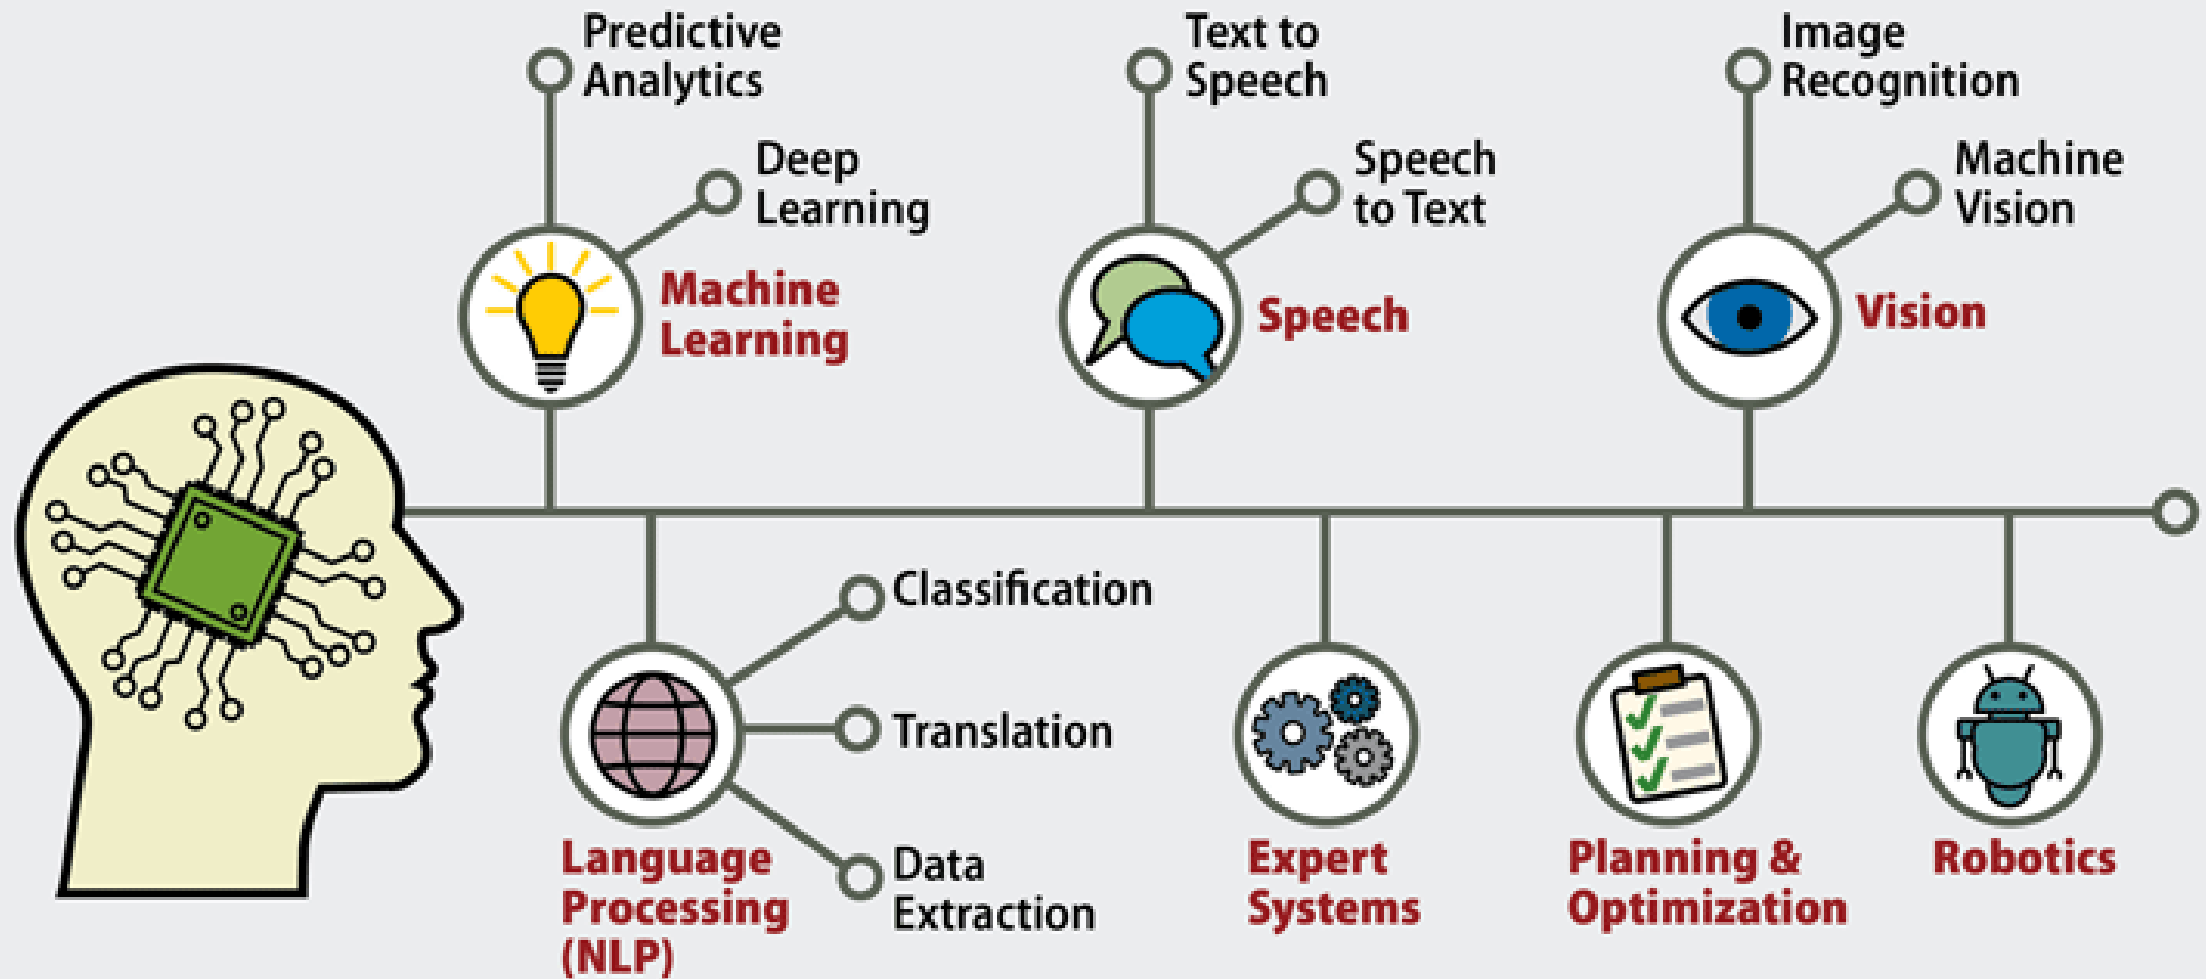 Predictive
Analytics
Deep
Learning
Machine
Learning
Text to
Speech
Speech
to Text
Speech
Image
Recognition
Machine
Vision
Vision
Classification
Translation
Data
Extraction
Language
Processing
(NLP)
Expert
Systems
Planning &
Optimization
Robotics